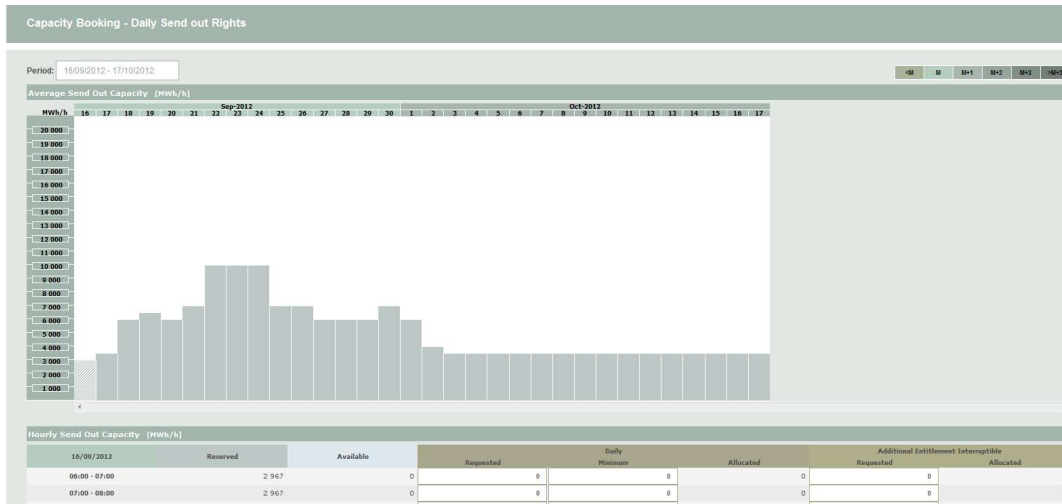 Capacity Booking - Daily Send out Rights
Period: 16/09/2012 - 17/10/2012
<M M M+1 M+2 M+3 >M+3
Average Send Out Capacity [MWh/h]
Sep-2012 Oct-2012
MWh/h 16 17 18 19 20 21 22 23 24 25 26 27 28 29 30 1 2 3 4 5 6 7 8 9 10 11 12 13 14 15 16 17
20 000
19 000
18 000
17 000
16 000
15 000
14 000
13 000
12 000
11 000
10 000
9 000
8 000
7 000
6 000
5 000
4 000
3 000
2 000
1 000
Hourly Send Out Capacity [MWh/h]
16/09/2012 Reserved Available Daily Additional Entitlement Interruptible
Requested Minimum Allocated Requested Allocated
06:00 - 07:00 2 967 0 0 0 0 0
07:00 - 08:00 2 967 0 0 0 0 0